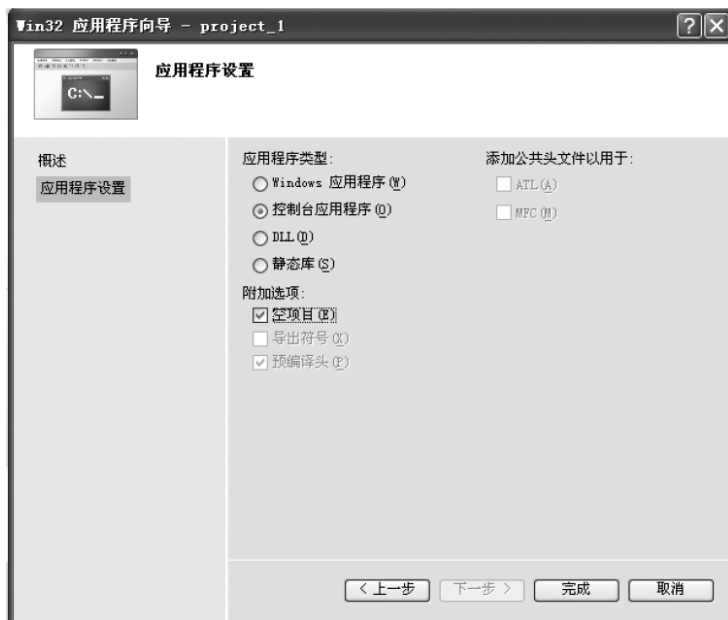 Win32 应用程序向导 - project_1
C:\_
应用程序设置
概述
应用程序设置
应用程序类型:
Windows 应用程序(W)
控制台应用程序(O)
DLL(D)
静态库(S)
附加选项:
空项目(E)
导出符号(X)
预编译头(P)
添加公共头文件以用于:
ATL(A)
MFC(M)
< 上一步
下一步 >
完成
取消